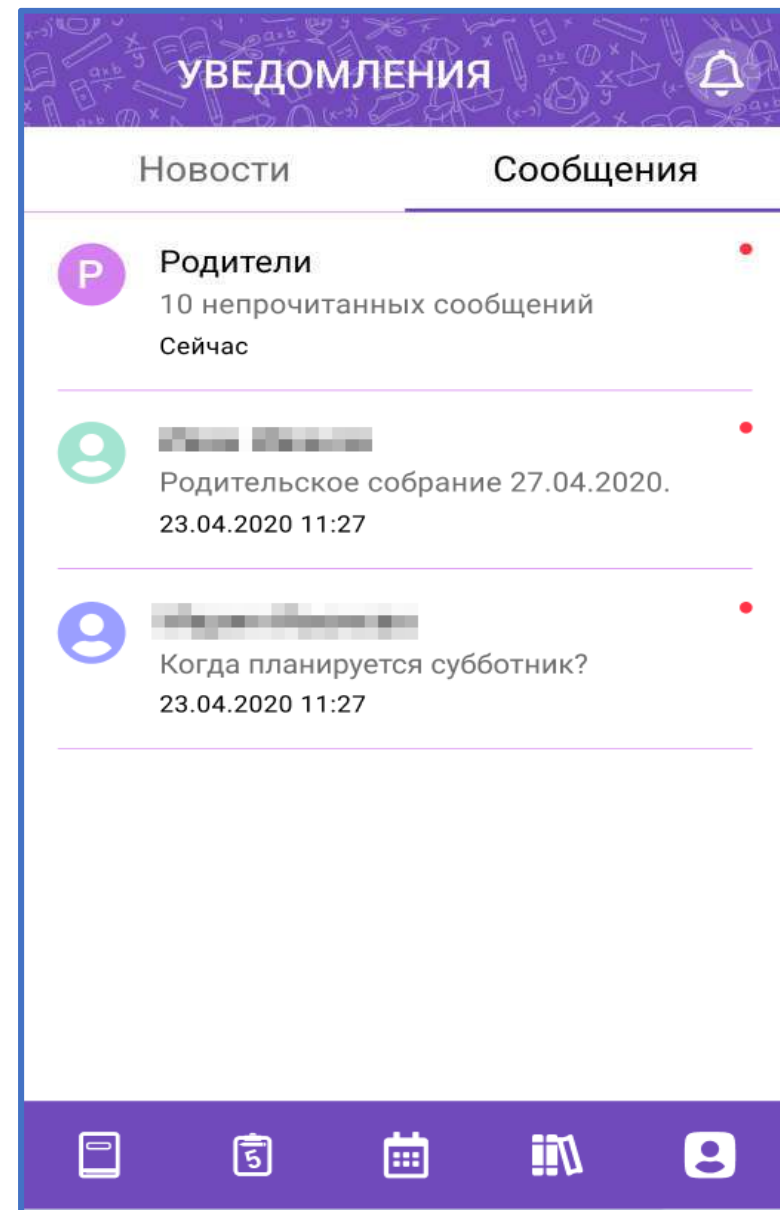 УВЕДОМЛЕНИЯ
Новости
Сообщения
Р
Родители
10 непрочитанных сообщений
Сейчас
Родительское собрание 27.04.2020.
23.04.2020 11:27
Когда планируется субботник?
23.04.2020 11:27
5